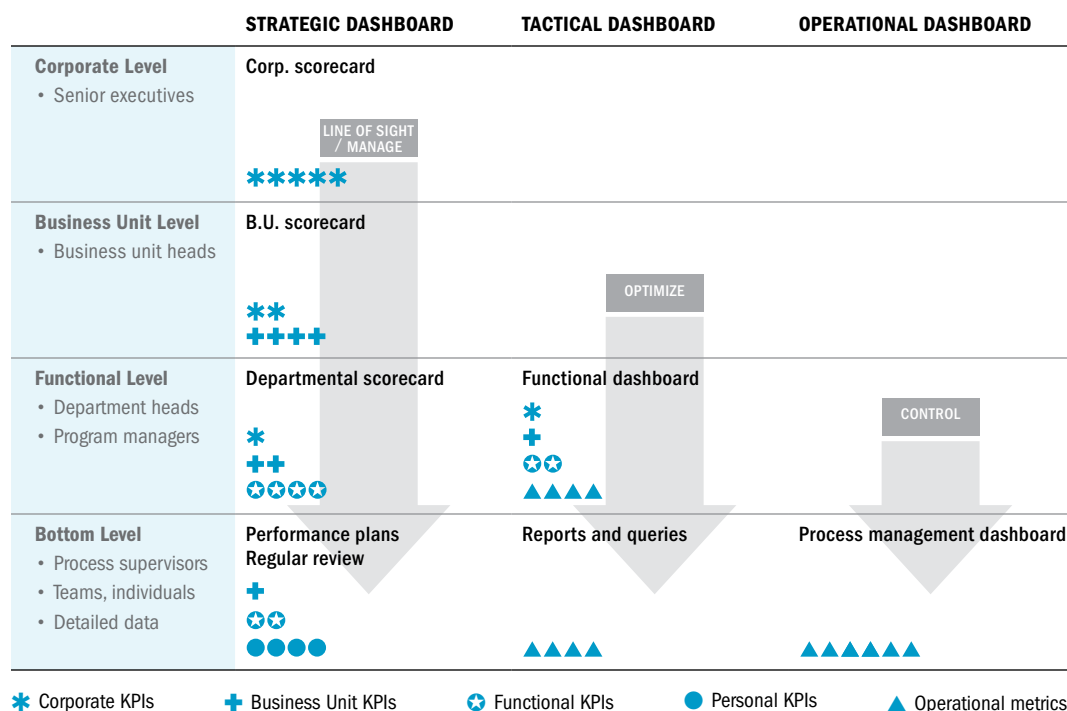 STRATEGIC DASHBOARD
TACTICAL DASHBOARD
OPERATIONAL DASHBOARD
Corporate Level
• Senior executives
Corp. scorecard
LINE OF SIGHT
/ MANAGE
Business Unit Level
• Business unit heads
B.U. scorecard
OPTIMIZE
Functional Level
• Department heads
• Program managers
Departmental scorecard
Functional dashboard
CONTROL
Bottom Level
• Process supervisors
• Teams, individuals
• Detailed data
Performance plans
Regular review
Reports and queries
Process management dashboard
Corporate KPIs
Business Unit KPIs
Functional KPIs
Personal KPIs
Operational metrics